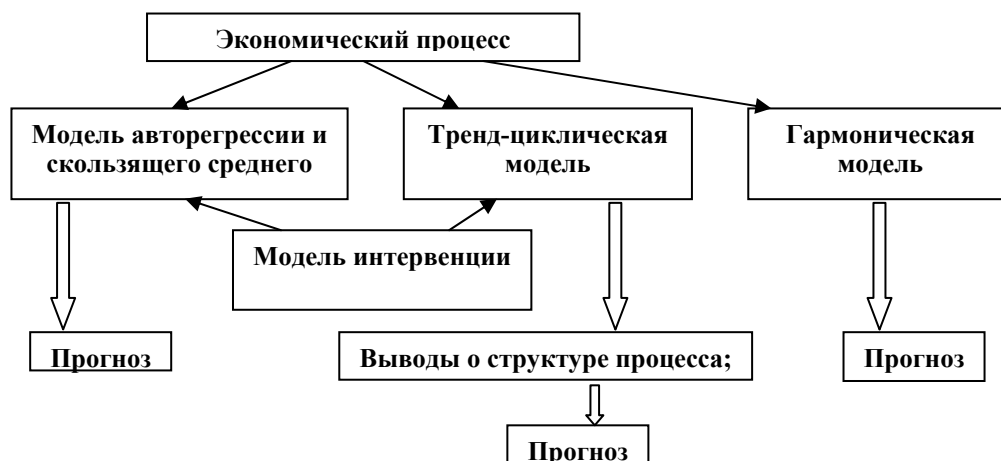 Экономический процесс
Модель авторегрессии и
скользящего среднего
Тренд-циклическая
модель
Гармоническая
модель
Модель интервенции
Прогноз
Выводы о структуре процесса;
Прогноз
Прогноз